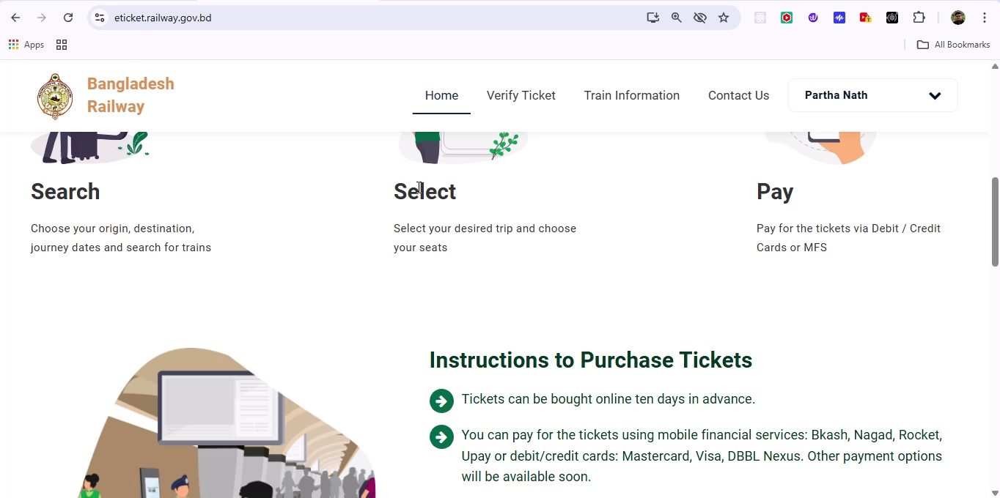 eticket.railway.gov.bd
Apps
All Bookmarks
Bangladesh
Railway
Home
Verify Ticket
Train Information
Contact Us
Partha Nath
Search
Choose your origin, destination,
journey dates and search for trains
Select
Select your desired trip and choose
your seats
Pay
Pay for the tickets via Debit / Credit
Cards or MFS
Instructions to Purchase Tickets
Tickets can be bought online ten days in advance.
You can pay for the tickets using mobile financial services: Bkash, Nagad, Rocket,
Upay or debit/credit cards: Mastercard, Visa, DBBL Nexus. Other payment options
will be available soon.